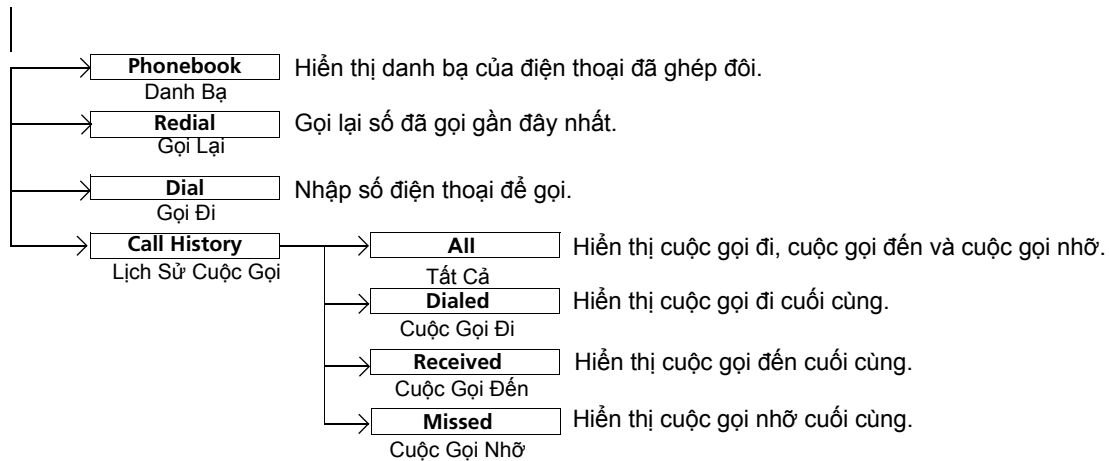 Phonebook Hiển thị danh bạ của điện thoại đã ghép đôi.
Danh Bạ
Redial Gọi lại số đã gọi gần đây nhất.
Gọi Lại
Dial Nhập số điện thoại để gọi.
Gọi Đi
Call History All Hiển thị cuộc gọi đi, cuộc gọi đến và cuộc gọi nhỡ.
Lịch Sử Cuộc Gọi Tất Cả
Dialed Hiển thị cuộc gọi đi cuối cùng.
Cuộc Gọi Đi
Received Hiển thị cuộc gọi đến cuối cùng.
Cuộc Gọi Đến
Missed Hiển thị cuộc gọi nhỡ cuối cùng.
Cuộc Gọi Nhỡ